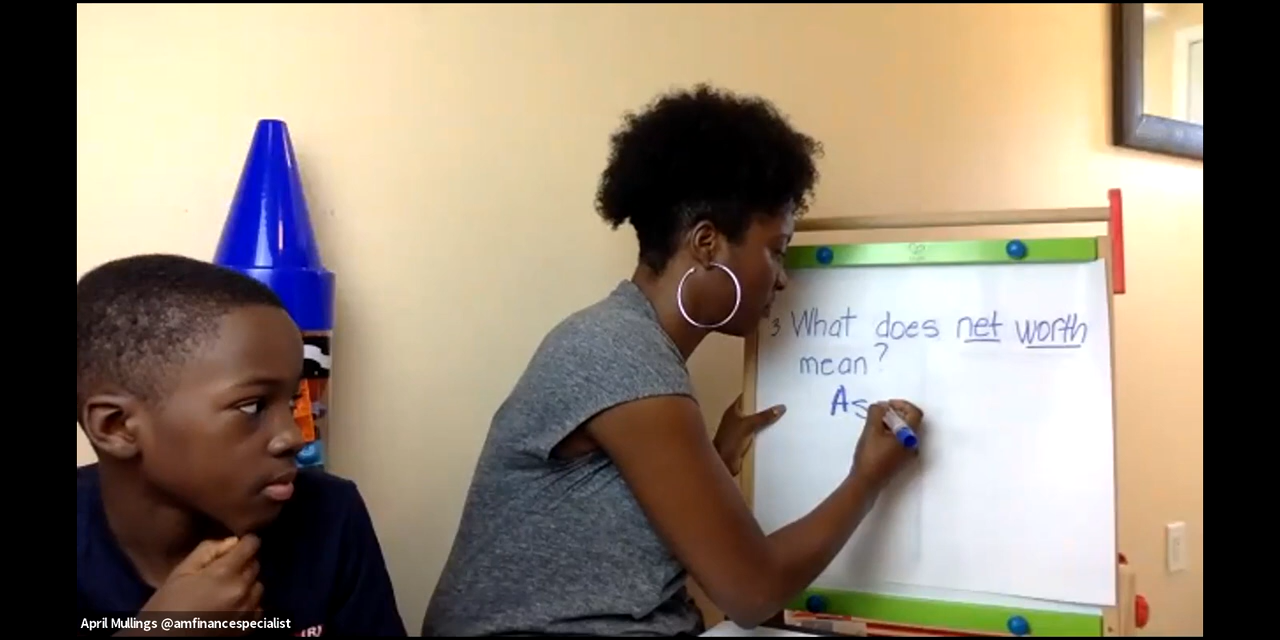 3 What does net worth
mean?
As
April Mullings @amfinancespecialist